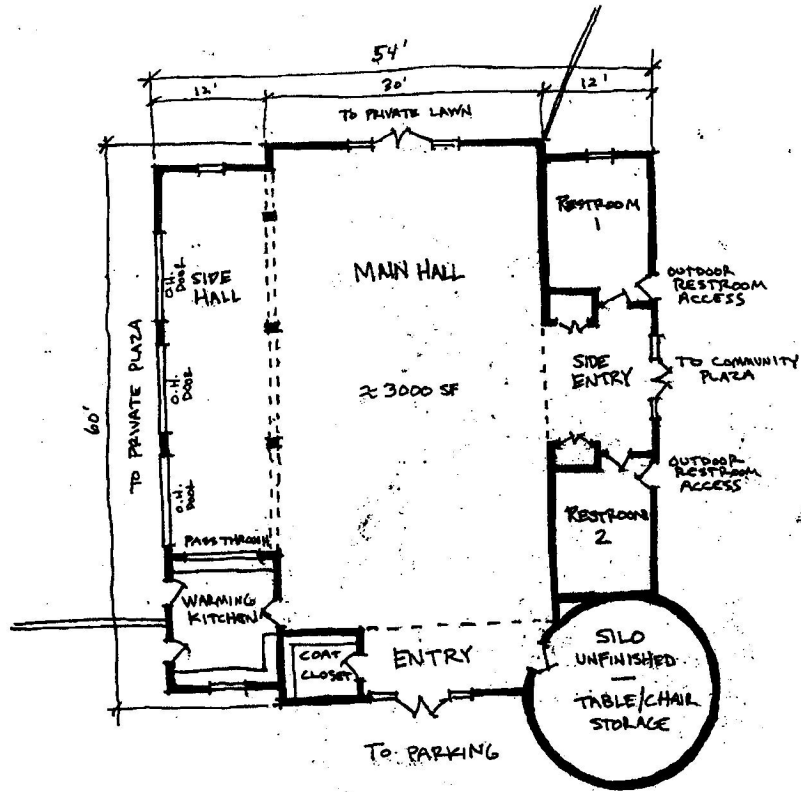 54'
12'
30'
12'
TO PRIVATE LAWN
RESTROOM
1
O.H.
DOOR
SIDE
HALL
MAIN HALL
OUTDOOR
RESTROOM
ACCESS
TO PRIVATE PLAZA
60'
O.H.
DOOR
≈ 3000 SF
SIDE
ENTRY
TO COMMUNITY
PLAZA
O.H.
DOOR
OUTDOOR
RESTROOM
ACCESS
PASS THROUGH
RESTROOM
2
WARMING
KITCHEN
COAT
CLOSET
ENTRY
SILO
UNFINISHED
—
TABLE/CHAIR
STORAGE
TO PARKING